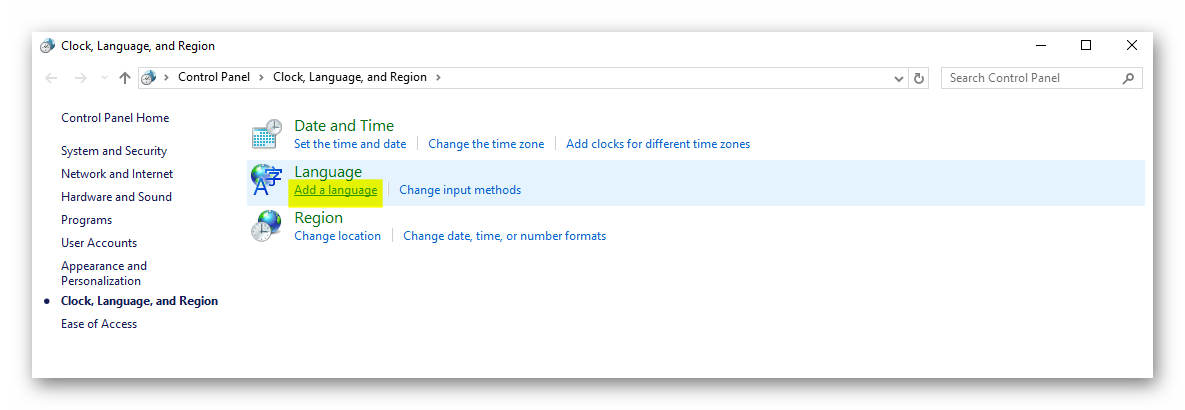 Clock, Language, and Region
Control Panel
Clock, Language, and Region
Search Control Panel
Control Panel Home
System and Security
Network and Internet
Hardware and Sound
Programs
User Accounts
Appearance and
Personalization
Clock, Language, and Region
Ease of Access
Date and Time
Set the time and date
Change the time zone
Add clocks for different time zones
Language
Add a language
Change input methods
Region
Change location
Change date, time, or number formats